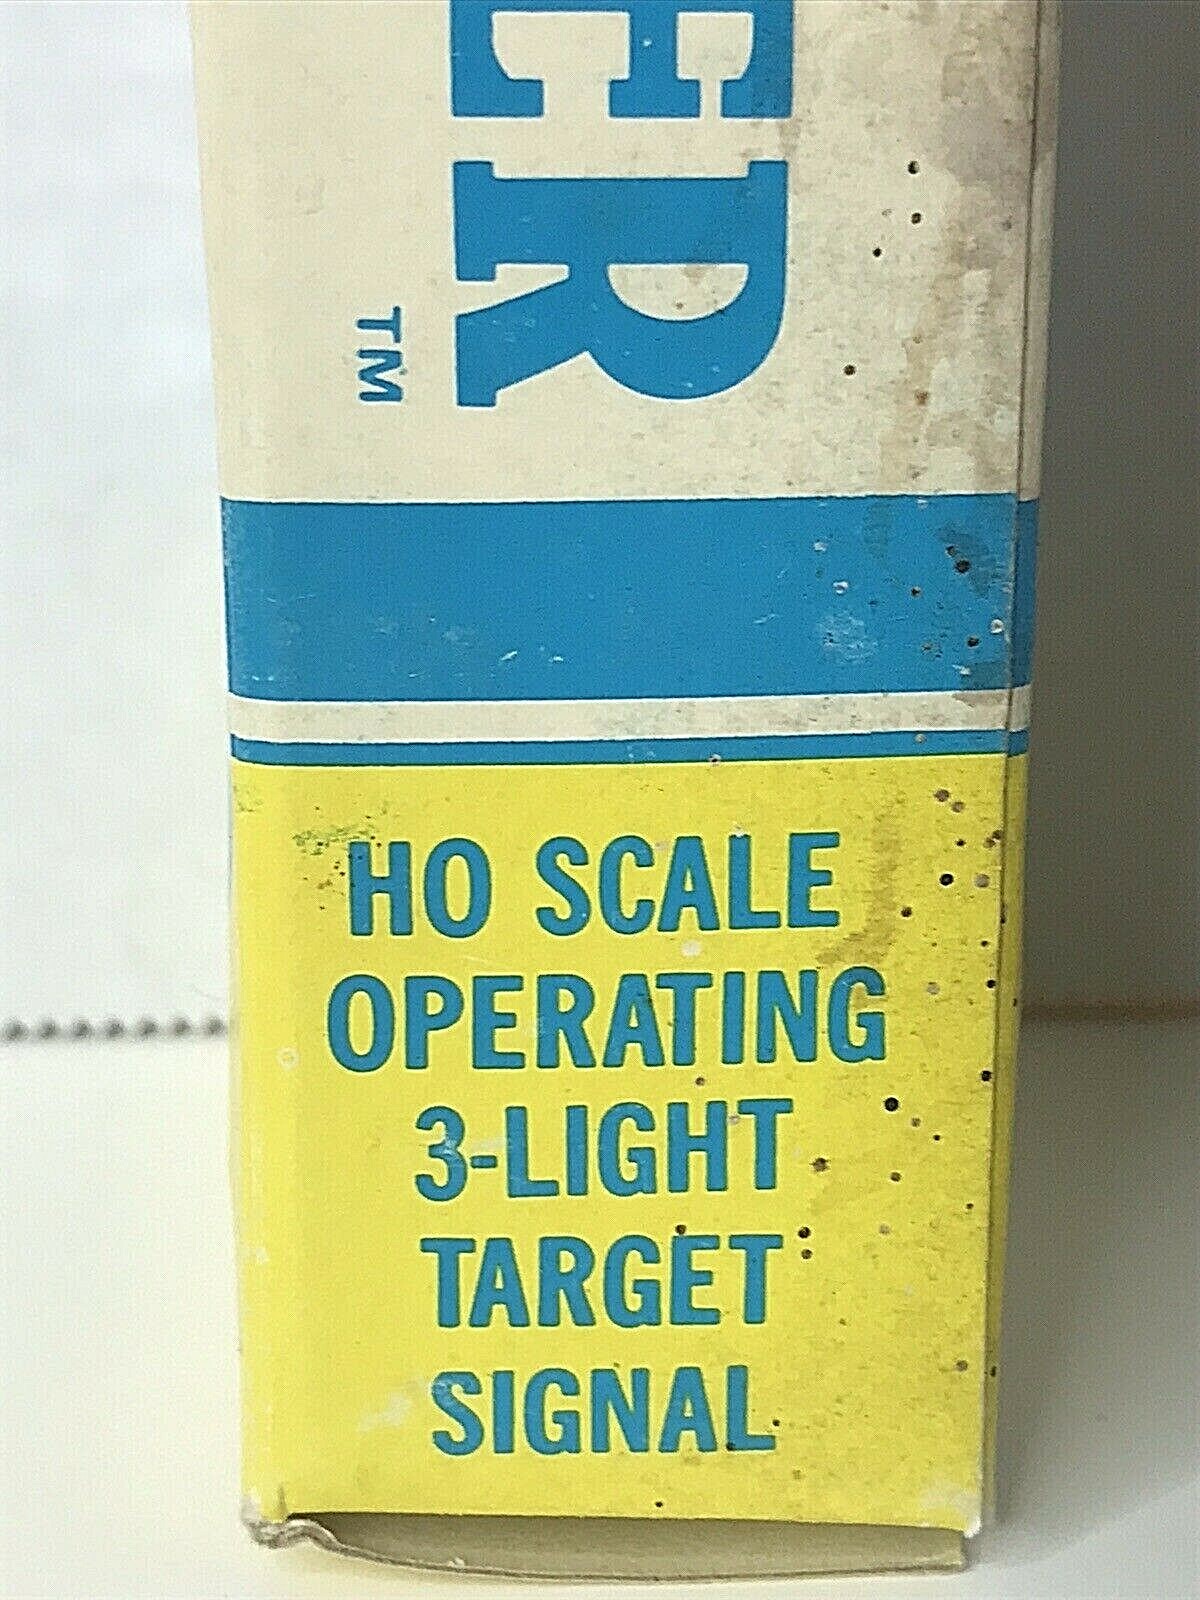 ER
TM
HO SCALE
OPERATING
3-LIGHT
TARGET
SIGNAL